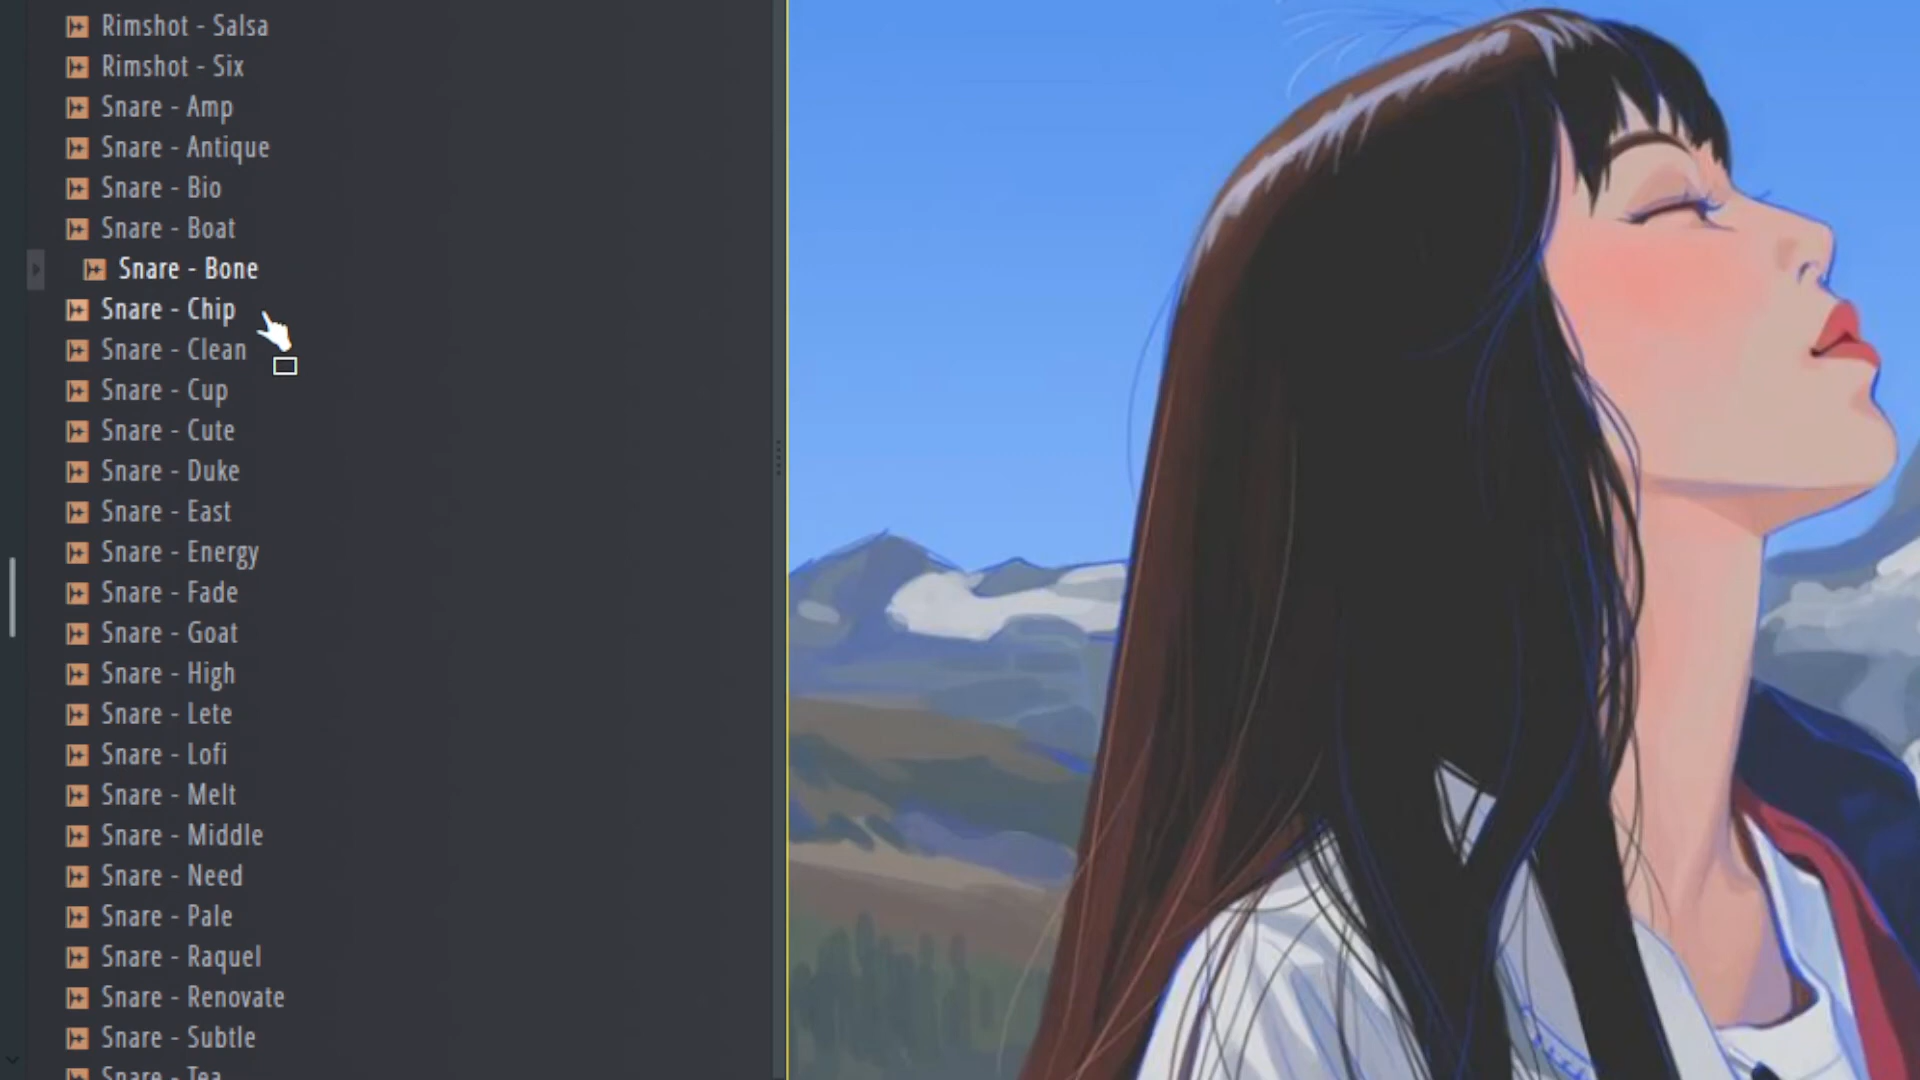 Rimshot - Salsa
Rimshot - Six
Snare - Amp
Snare - Antique
Snare - Bio
Snare - Boat
Snare - Bone
Snare - Chip
Snare - Clean
Snare - Cup
Snare - Cute
Snare - Duke
Snare - East
Snare - Energy
Snare - Fade
Snare - Goat
Snare - High
Snare - Lete
Snare - Lofi
Snare - Melt
Snare - Middle
Snare - Need
Snare - Pale
Snare - Raquel
Snare - Renovate
Snare - Subtle
Snare - Tea